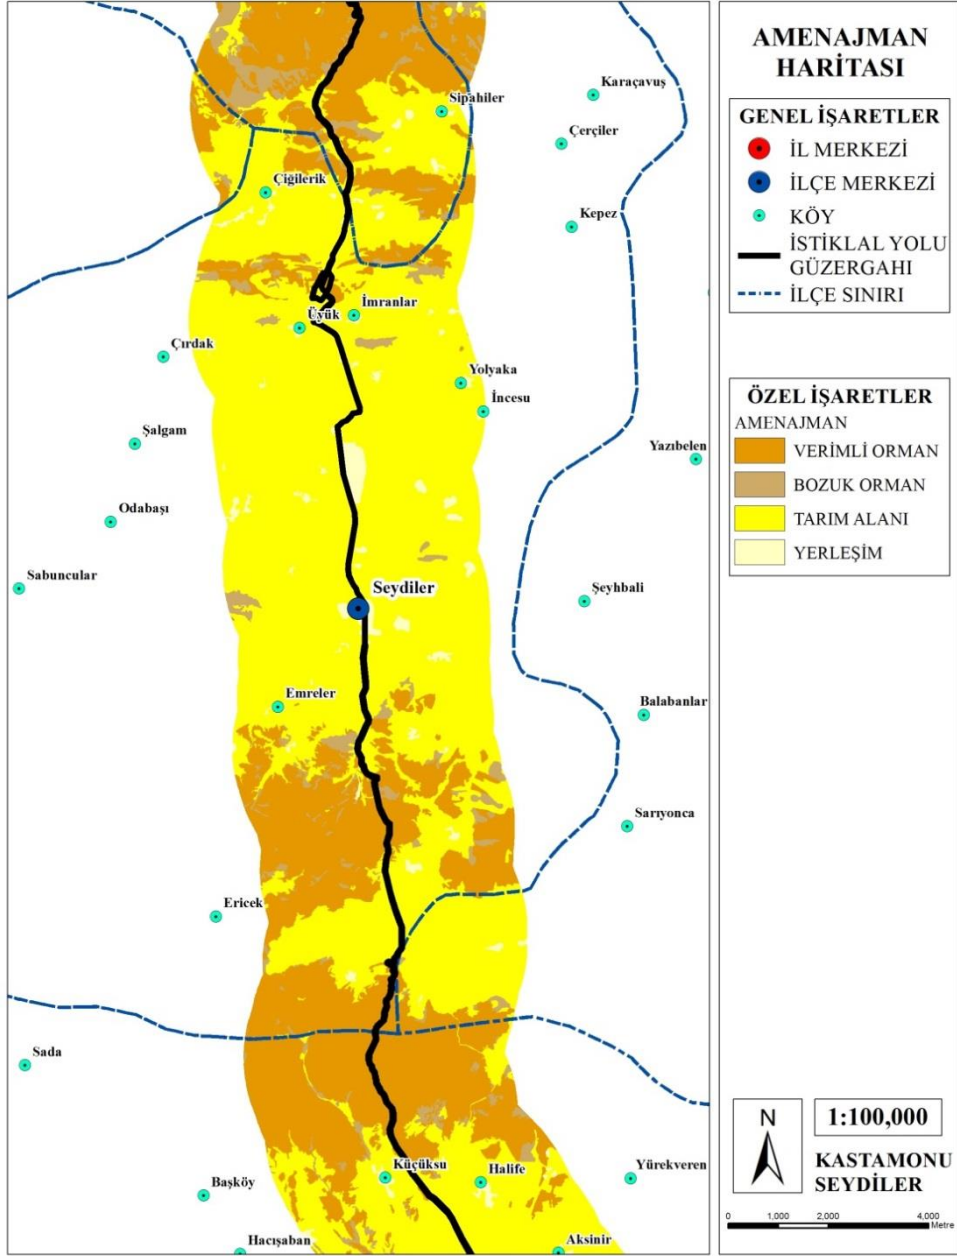 AMENAJMAN
HARİTASI
GENEL İŞARETLER
İL MERKEZİ
İLÇE MERKEZİ
KÖY
İSTİKLAL YOLU
GÜZERGAHI
İLÇE SINIRI
ÖZEL İŞARETLER
AMENAJMAN
VERİMLİ ORMAN
BOZUK ORMAN
TARIM ALANI
YERLEŞİM
Karaçavuş
Sipahiler
Çerçiler
Çiğilerik
Kepez
İmranlar
Üyük
Çırdak
Yolyaka
İncesu
Şalgam
Yazıbelen
Odabaşı
Sabuncular
Seydiler
Şeyhbali
Emreler
Balabanlar
Sarıyonca
Ericek
Sada
Küçüksu
Halife
Yürekveren
Başköy
Hacışaban
Aksinir
N
1:100,000
KASTAMONU
SEYDİLER
0 1,000 2,000 4,000
Metre